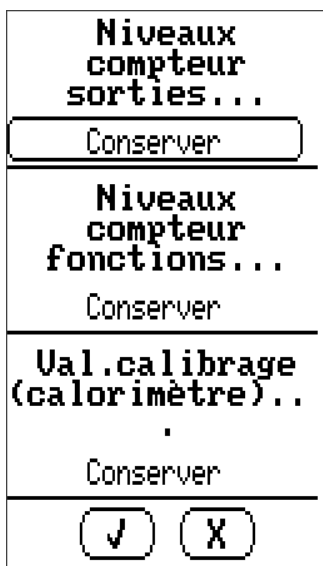 Niveaux
compteur
sorties...
Conserver
Niveaux
compteur
fonctions...
Conserver
Val.calibrage
(calorimètre)..
.
Conserver
√ X